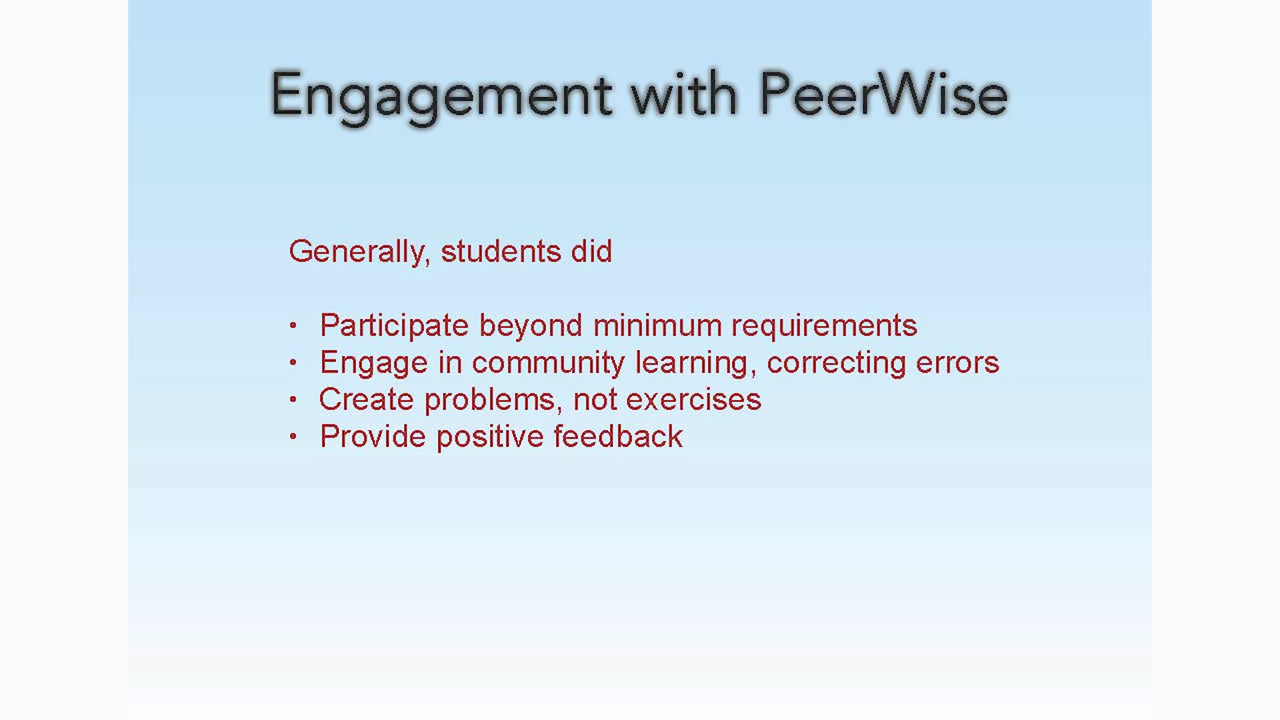 Engagement with PeerWise
Generally, students did
• Participate beyond minimum requirements
• Engage in community learning, correcting errors
• Create problems, not exercises
• Provide positive feedback